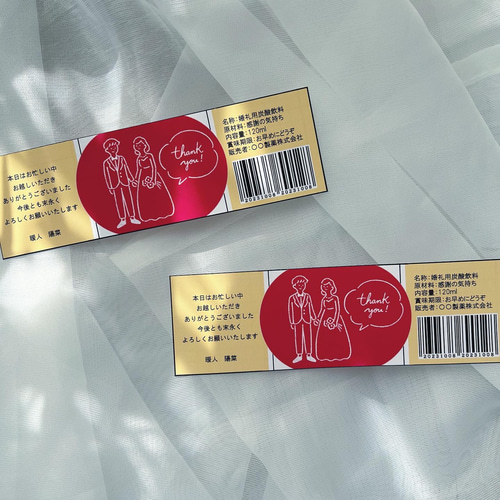 本日はお忙しい中
お越しいただき
ありがとうございました
今後とも末永く
よろしくお願いいたします
暖人 陽菜
thank
you!
名称:婚礼用炭酸飲料
原材料:感謝の気持ち
内容量:120ml
賞味期限:お早めにどうぞ
販売者:〇〇製薬株式会社
20231008 20231008
本日はお忙しい中
お越しいただき
ありがとうございました
今後とも末永く
よろしくお願いいたします
暖人 陽菜
thank
you!
名称:婚礼用炭酸飲料
原材料:感謝の気持ち
内容量:120ml
賞味期限:お早めにどうぞ
販売者:〇〇製薬株式会社
20231008 20231008